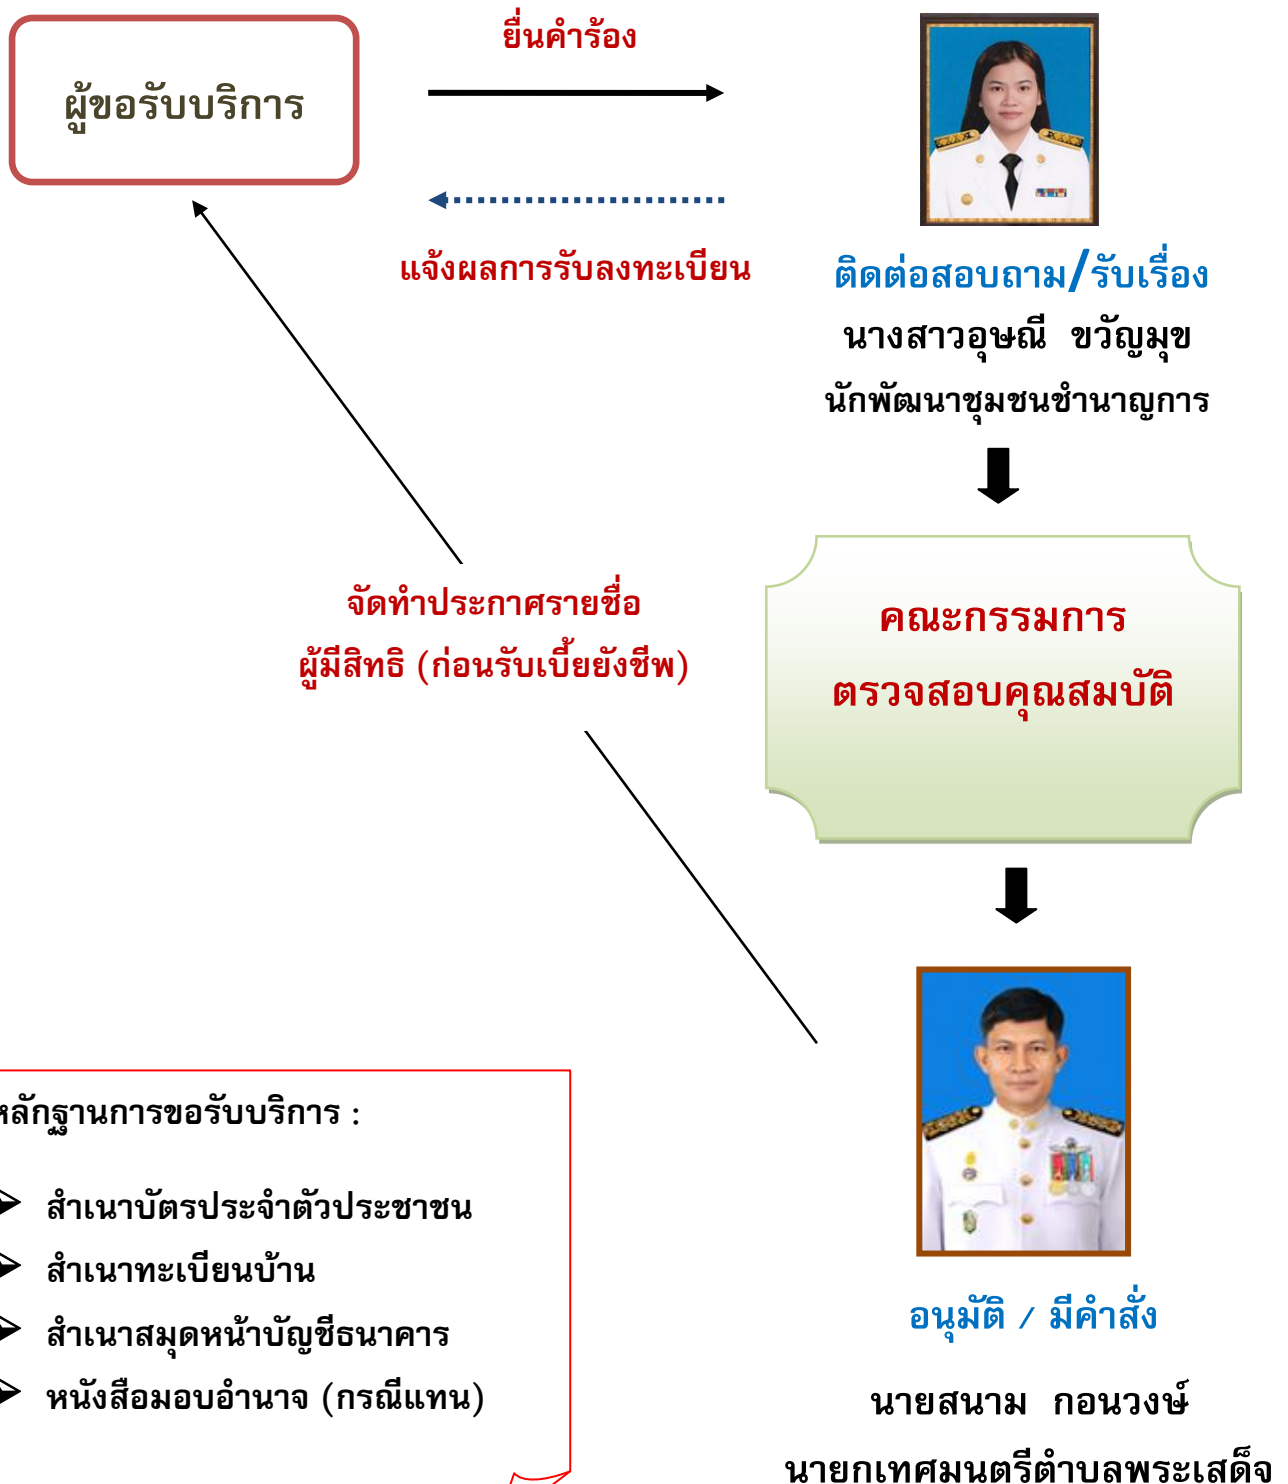 ยื่นคำร้อง
ผู้ขอรับบริการ
แจ้งผลการรับลงทะเบียน
ติดต่อสอบถาม/รับเรื่อง
นางสาวอุษณี ขวัญมุข
นักพัฒนาชุมชนชำนาญการ
จัดทำประกาศรายชื่อ
ผู้มีสิทธิ (ก่อนรับเบี้ยยังชีพ)
คณะกรรมการ
ตรวจสอบคุณสมบัติ
หลักฐานการขอรับบริการ :
สำเนาบัตรประจำตัวประชาชน
สำเนาทะเบียนบ้าน
สำเนาสมุดหน้าบัญชีธนาคาร
หนังสือมอบอำนาจ (กรณีแทน)
อนุมัติ / มีคำสั่ง
นายสนาม กอนวงษ์
นายกเทศมนตรีตำบลพระเสด็จ